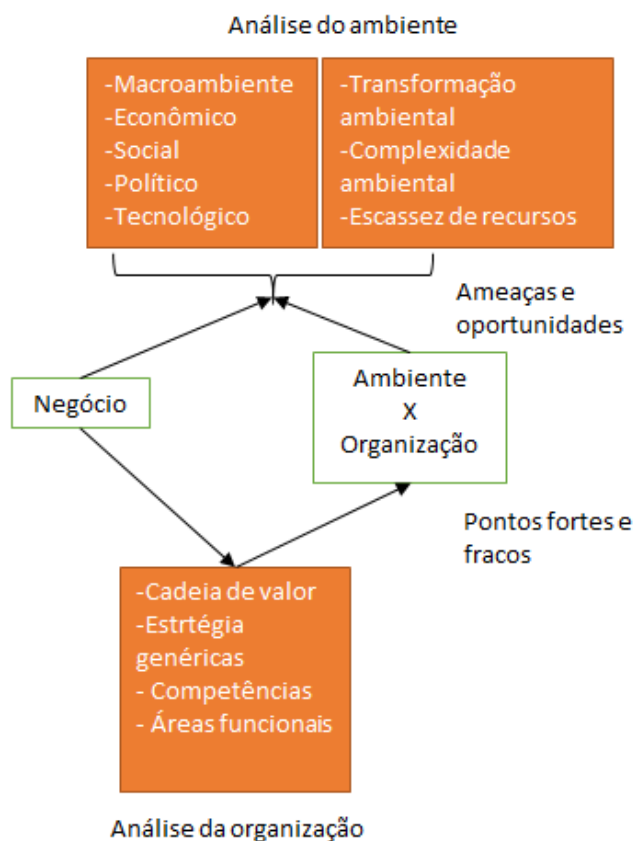 Análise do ambiente
-Macroambiente
-Econômico
-Social
-Político
-Tecnológico
-Transformação
ambiental
-Complexidade
ambiental
-Escassez de recursos
Ameaças e
oportunidades
Negócio
Ambiente
X
Organização
Pontos fortes e
fracos
-Cadeia de valor
-Estrtégia
genéricas
- Competências
- Áreas funcionais
Análise da organização